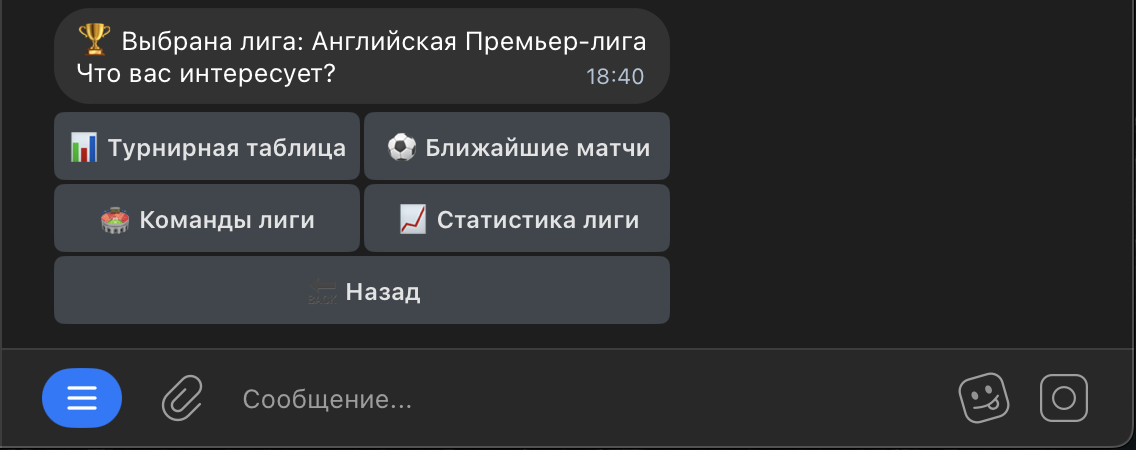 🏆 Выбрана лига: Английская Премьер-лига
Что вас интересует?
18:40
📊 Турнирная таблица
⚽ Ближайшие матчи
🏟 Команды лиги
📈 Статистика лиги
🔙 Назад
Сообщение...